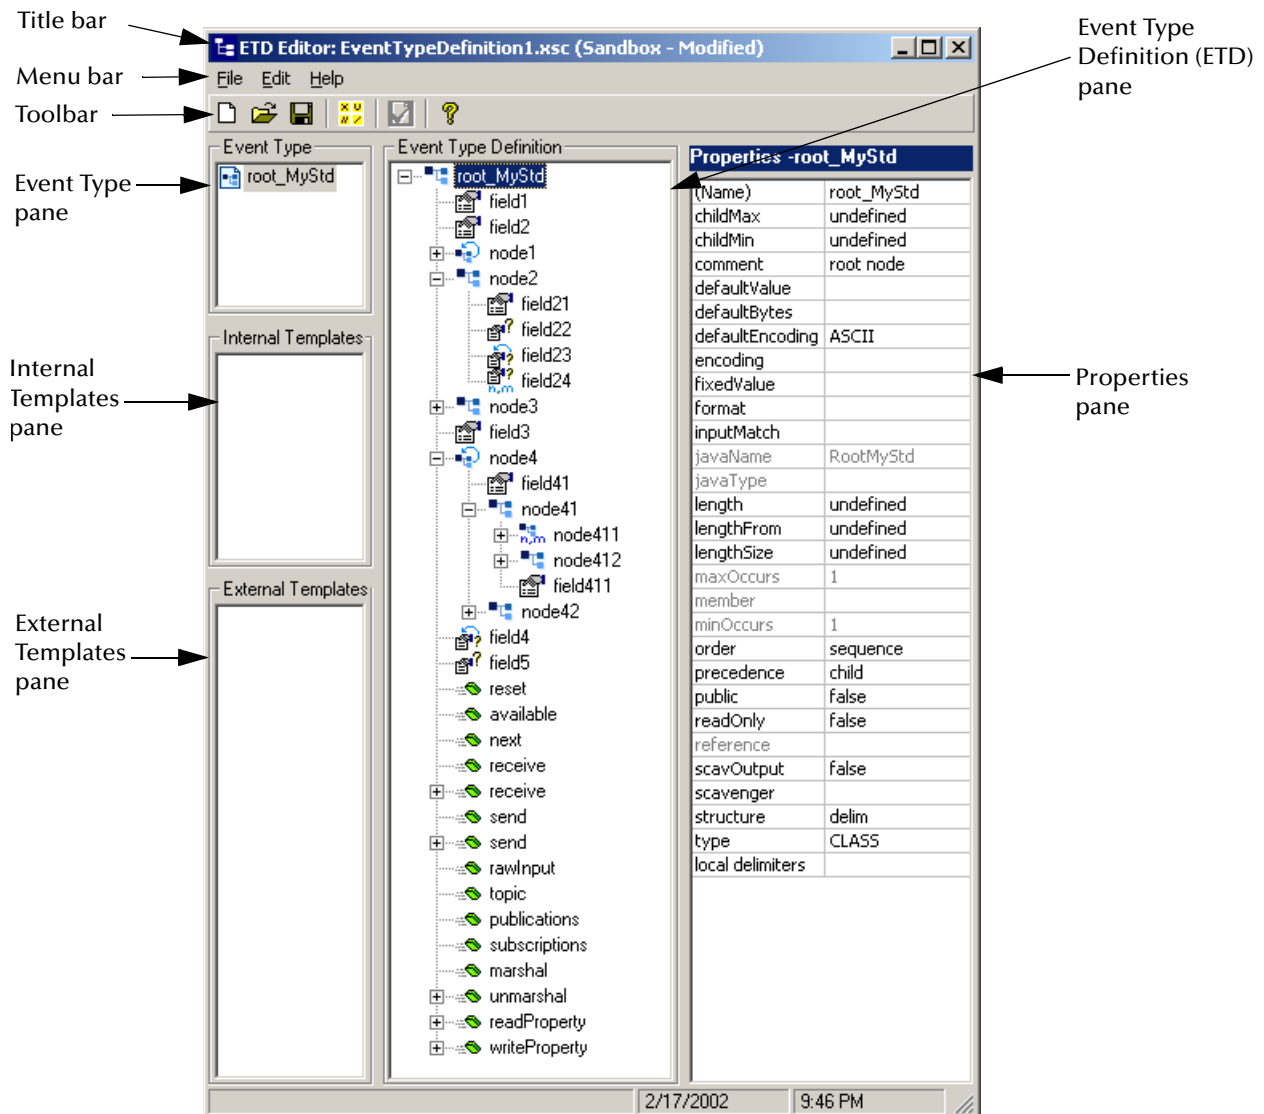 Title bar
Menu bar
Toolbar
Event Type
pane
Internal
Templates
pane
External
Templates
pane
Event Type
Definition (ETD)
pane
Properties
pane
ETD Editor: EventTypeDefinition1.xsc (Sandbox - Modified)
File Edit Help
Event Type
root_MyStd
Internal Templates
External Templates
Event Type Definition
root_MyStd
field1
field2
node1
node2
field21
field22
field23
field24
n,m
node3
field3
node4
field41
node41
node411
n,m
node412
field411
node42
field4
field5
reset
available
next
receive
receive
send
send
rawInput
topic
publications
subscriptions
marshal
unmarshal
readProperty
writeProperty
Properties -root_MyStd
(Name) root_MyStd
childMax undefined
childMin undefined
comment root node
defaultValue
defaultBytes
defaultEncoding ASCII
encoding
fixedValue
format
inputMatch
javaName RootMyStd
javaType
length undefined
lengthFrom undefined
lengthSize undefined
maxOccurs 1
member
minOccurs 1
order sequence
precedence child
public false
readOnly false
reference
scavOutput false
scavenger
structure delim
type CLASS
local delimiters
2/17/2002 9:46 PM